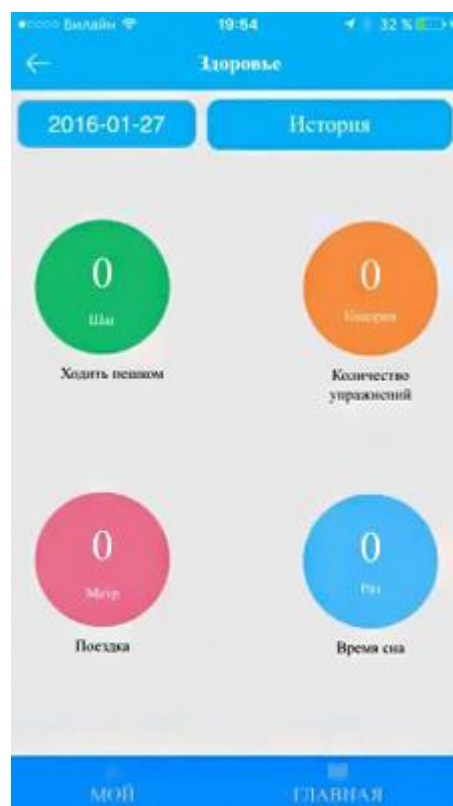 Билайн 19:54 32 %
Здоровье
2016-01-27 История
0 0
Шаг Калория
Ходить пешком Количество
упражнений
0 0
Метр Раз
Поездка Время сна
МОЙ ГЛАВНАЯ